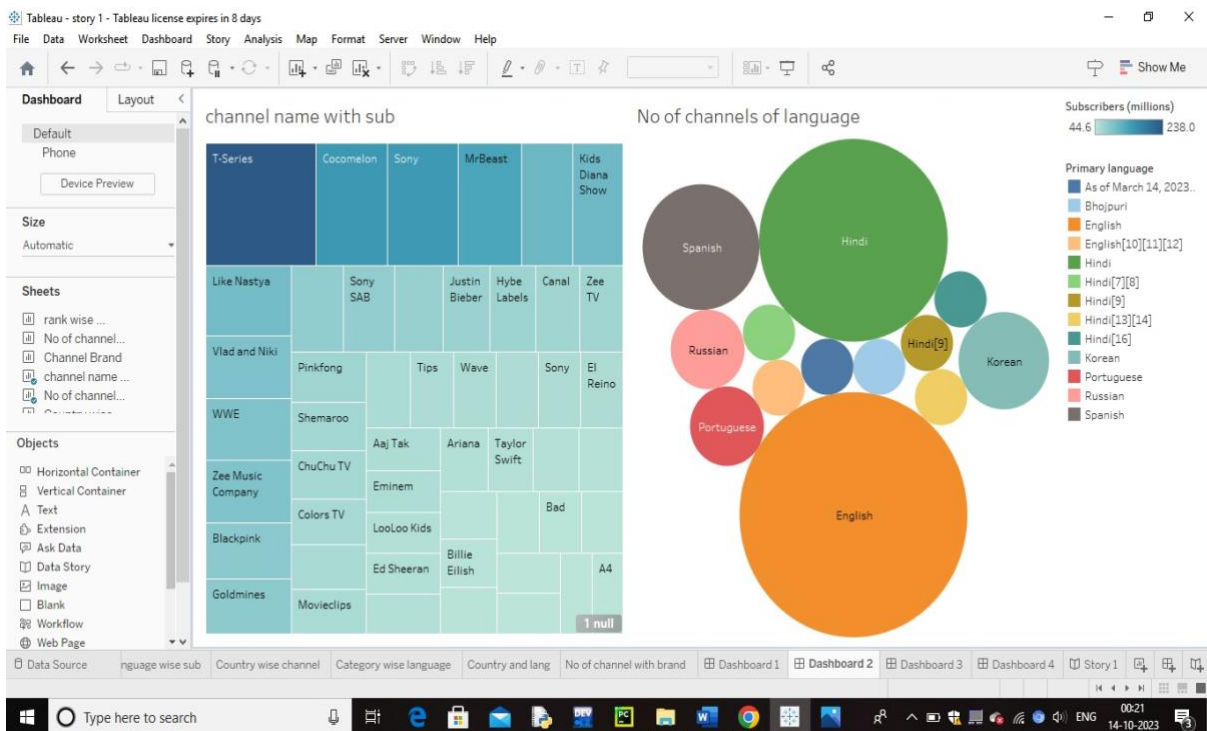 Tableau - story 1 - Tableau license expires in 8 days
File Data Worksheet Dashboard Story Analysis Map Format Server Window Help
Show Me
Dashboard Layout
Default
Phone
Device Preview
Size
Automatic
Sheets
rank wise ...
No of channel...
Channel Brand
channel name ...
No of channel...
Objects
Horizontal Container
Vertical Container
Text
Extension
Ask Data
Data Story
Image
Blank
Workflow
Web Page
channel name with sub
T-Series
Cocomelon
Sony
MrBeast
Kids
Diana
Show
Like Nastya
Sony
SAB
Justin
Bieber
Hybe
Labels
Canal
Zee
TV
Vlad and Niki
Pinkfong
Tips
Wave
Sony
El
Reino
WWE
Shemaroo
Aaj Tak
Ariana
Taylor
Swift
Zee Music
Company
ChuChu TV
Eminem
Colors TV
Bad
Blackpink
LooLoo Kids
Billie
Eilish
Ed Sheeran
A4
Goldmines
Movieclips
1 null
No of channels of language
Hindi
Spanish
Russian
Hindi[9]
Korean
Portuguese
English
Subscribers (millions)
44.6 238.0
Primary language
As of March 14, 2023..
Bhojpuri
English
English[10][11][12]
Hindi
Hindi[7][8]
Hindi[9]
Hindi[13][14]
Hindi[16]
Korean
Portuguese
Russian
Spanish
Data Source nguage wise sub Country wise channel Category wise language Country and lang No of channel with brand Dashboard 1 Dashboard 2 Dashboard 3 Dashboard 4 Story 1
Type here to search
ENG
00:21
14-10-2023